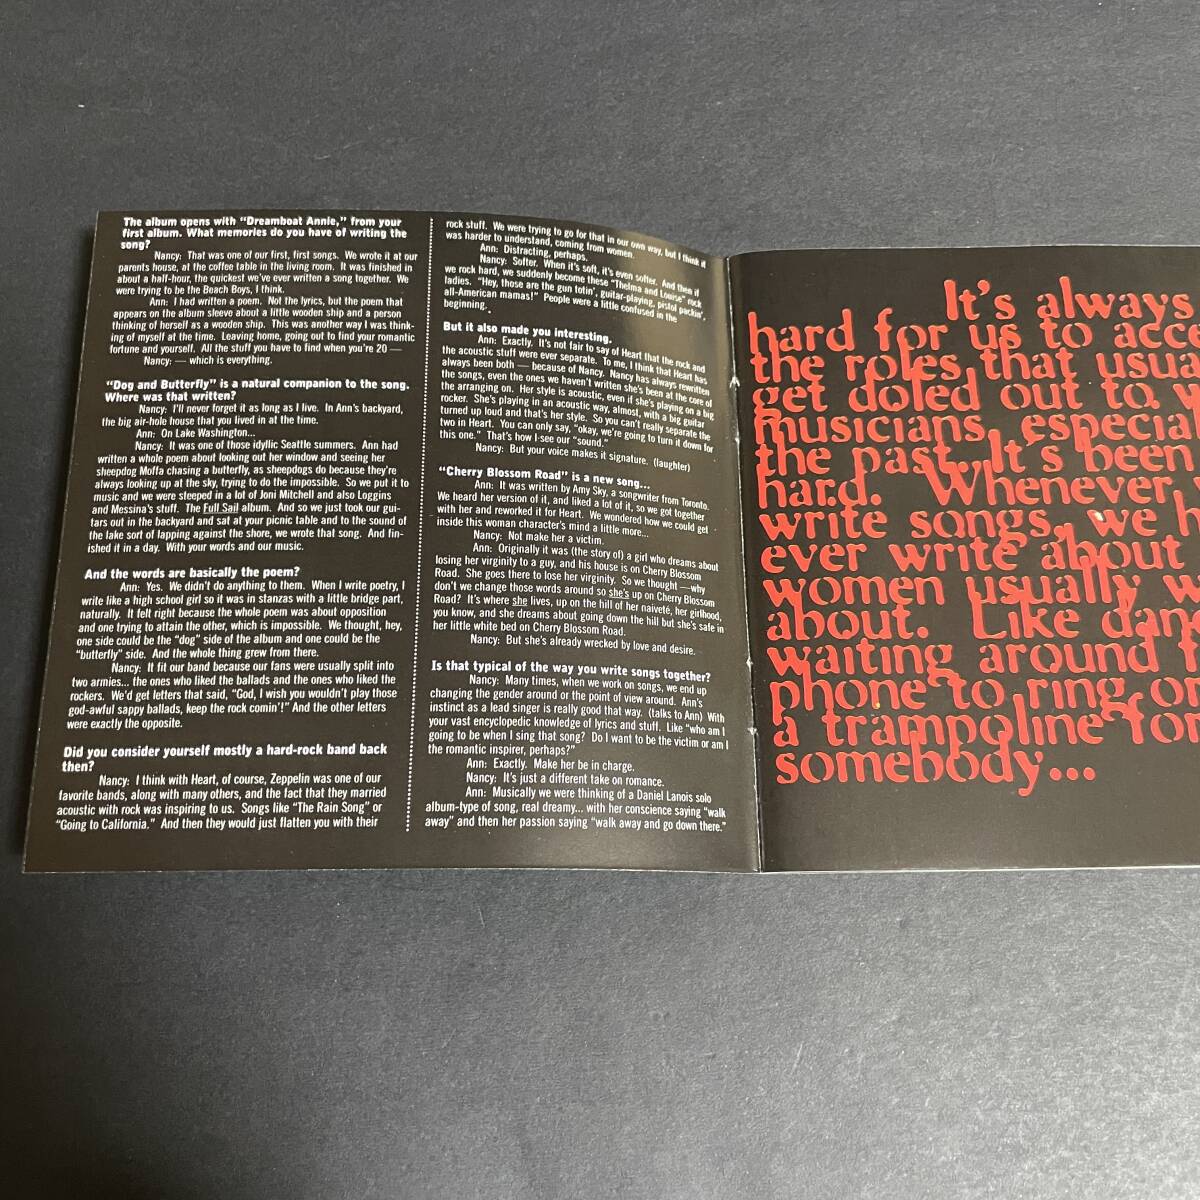 The album opens with "Dreamboat Annie," from your
first album. What memories do you have of writing the
song?
Nancy: That was one of our first, first songs. We wrote it at our
parents house, at the coffee table in the living room. It was finished in
about a half-hour, the quickest we've ever written a song together. We
were trying to be the Beach Boys, I think.
Ann: I had written a poem. Not the lyrics, but the poem that
appears on the album sleeve about a little wooden ship and a person
thinking of herself as a wooden ship. This was another way I was think-
ing of myself at the time. Leaving home, going out to find your romantic
fortune and yourself. All the stuff you have to find when you're 20 —
Nancy: — which is everything.
"Dog and Butterfly" is a natural companion to the song.
Where was that written?
Nancy: I'll never forget it as long as I live. In Ann's backyard,
the big air-hole house that you lived in at the time.
Ann: On Lake Washington...
Nancy: It was one of those idyllic Seattle summers. Ann had
written a whole poem about looking out her window and seeing her
sheepdog Moffa chasing a butterfly, as sheepdogs do because they're
always looking up at the sky, trying to do the impossible. So we put it to
music and we were steeped in a lot of Joni Mitchell and also Loggins
and Messina's stuff. The Full Sail album. And so we just took our gui-
tars out in the backyard and sat at your picnic table and to the sound of
the lake sort of lapping against the shore, we wrote that song. And fin-
ished it in a day. With your words and our music.
And the words are basically the poem?
Ann: Yes. We didn't do anything to them. When I write poetry, I
write like a high school girl so it was in stanzas with a little bridge part,
naturally. It felt right because the whole poem was about opposition
and one trying to attain the other, which is impossible. We thought, hey,
one side could be the "dog" side of the album and one could be the
"butterfly" side. And the whole thing grew from there.
Nancy: It fit our band because our fans were usually split into
two armies... the ones who liked the ballads and the ones who liked the
rockers. We'd get letters that said, "God, I wish you wouldn't play those
god-awful sappy ballads, keep the rock comin'!" And the other letters
were exactly the opposite.
Did you consider yourself mostly a hard-rock band back
then?
Nancy: I think with Heart, of course, Zeppelin was one of our
favorite bands, along with many others, and the fact that they married
acoustic with rock was inspiring to us. Songs like "The Rain Song" or
"Going to California." And then they would just flatten you with their
rock stuff. We were trying to go for that in our own way, but I think it
was harder to understand, coming from women.
Ann: Distracting, perhaps.
Nancy: Softer. When it's soft, it's even softer. And then if
we rock hard, we suddenly become these "Thelma and Louise" rock
ladies. "Hey, those are the gun totin', guitar-playing, pistol packin',
all-American mamas!" People were a little confused in the
beginning.
But it also made you interesting.
Ann: Exactly. It's not fair to say of Heart that the rock and
the acoustic stuff were ever separate. To me, I think that Heart has
always been both — because of Nancy. Nancy has always rewritten
the songs, even the ones we haven't written she's been at the core of
the arranging on. Her style is acoustic, even if she's playing on a big
rocker. She's playing in an acoustic way, almost, with a big guitar
turned up loud and that's her style. So you can't really separate the
two in Heart. You can only say, "okay, we're going to turn it down for
this one." That's how I see our "sound."
Nancy: But your voice makes it signature. (laughter)
"Cherry Blossom Road" is a new song...
Ann: It was written by Amy Sky, a songwriter from Toronto.
We heard her version of it, and liked a lot of it, so we got together
with her and reworked it for Heart. We wondered how we could get
inside this woman character's mind a little more...
Nancy: Not make her a victim.
Ann: Originally it was (the story of) a girl who dreams about
losing her virginity to a guy, and his house is on Cherry Blossom
Road. She goes there to lose her virginity. So we thought —why
don't we change those words around so she's up on Cherry Blossom
Road? It's where she lives, up on the hill of her naiveté, her girlhood,
you know, and she dreams about going down the hill but she's safe in
her little white bed on Cherry Blossom Road.
Nancy: But she's already wrecked by love and desire.
Is that typical of the way you write songs together?
Nancy: Many times, when we work on songs, we end up
changing the gender around or the point of view around. Ann's
instinct as a lead singer is really good that way. (talks to Ann) With
your vast encyclopedic knowledge of lyrics and stuff. Like "who am I
going to be when I sing that song? Do I want to be the victim or am I
the romantic inspirer, perhaps?"
Ann: Exactly. Make her be in charge.
Nancy: It's just a different take on romance.
Ann: Musically we were thinking of a Daniel Lanois solo
album-type of song, real dreamy... with her conscience saying "walk
away" and then her passion saying "walk away and go down there."
It's always
hard for us to acce
the roles that usua
get doled out to w
musicians, especial
the past. It's been
hard. Whenever
write songs, we h
ever write about
women usually w
about. Like dan
waiting around f
phone to ring or
a trampoline for
somebody...